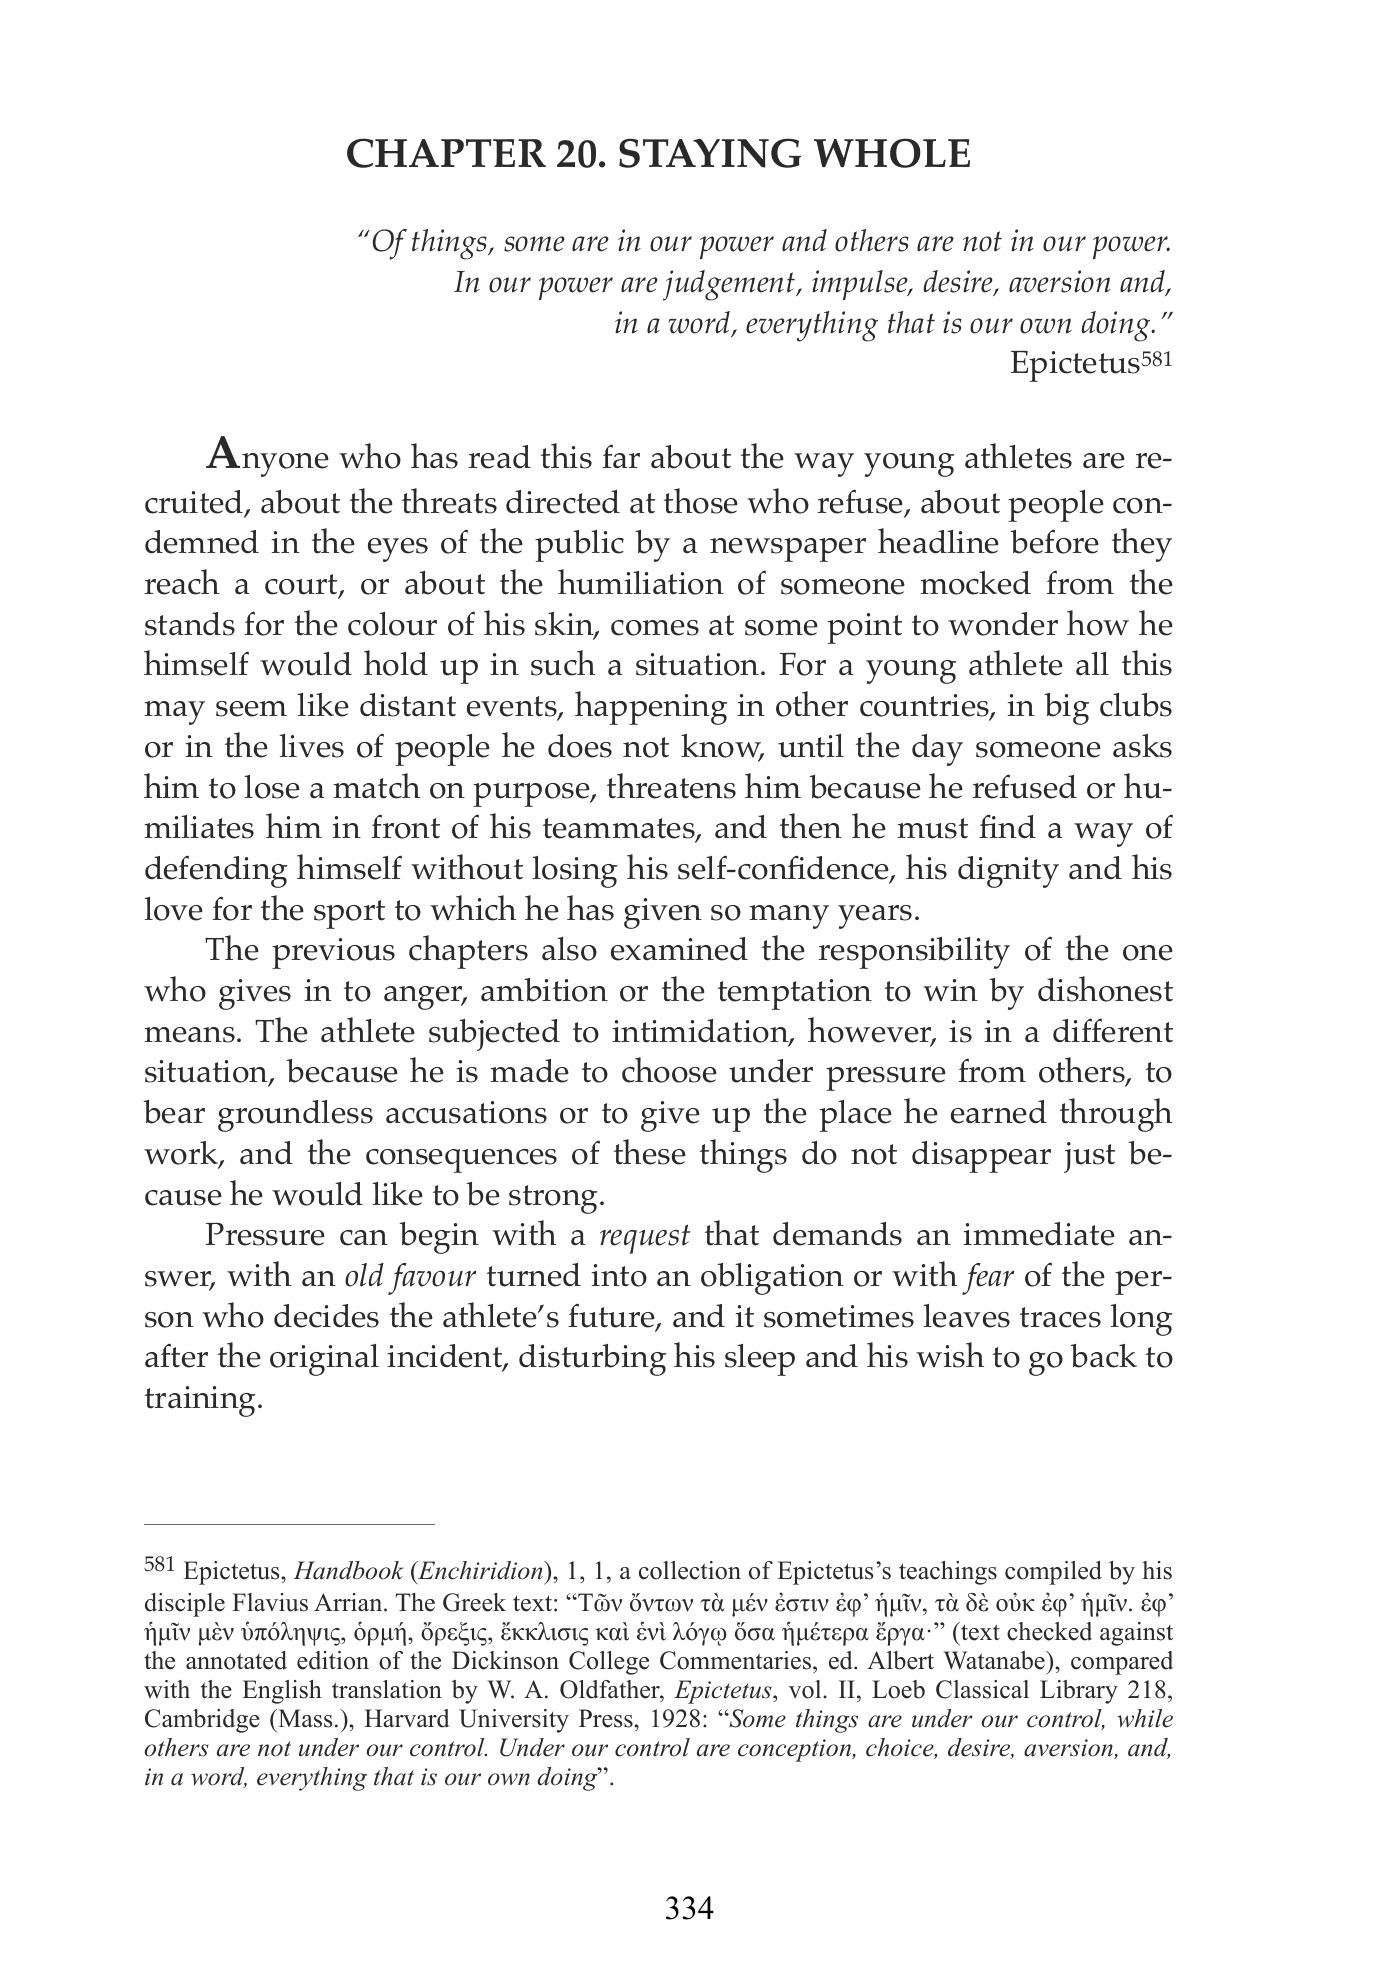 CHAPTER 20. STAYING WHOLE
“Of things, some are in our power and others are not in our power.
In our power are judgement, impulse, desire, aversion and,
in a word, everything that is our own doing.”
Epictetus581
Anyone who has read this far about the way young athletes are re-
cruited, about the threats directed at those who refuse, about people con-
demned in the eyes of the public by a newspaper headline before they
reach a court, or about the humiliation of someone mocked from the
stands for the colour of his skin, comes at some point to wonder how he
himself would hold up in such a situation. For a young athlete all this
may seem like distant events, happening in other countries, in big clubs
or in the lives of people he does not know, until the day someone asks
him to lose a match on purpose, threatens him because he refused or hu-
miliates him in front of his teammates, and then he must find a way of
defending himself without losing his self-confidence, his dignity and his
love for the sport to which he has given so many years.
The previous chapters also examined the responsibility of the one
who gives in to anger, ambition or the temptation to win by dishonest
means. The athlete subjected to intimidation, however, is in a different
situation, because he is made to choose under pressure from others, to
bear groundless accusations or to give up the place he earned through
work, and the consequences of these things do not disappear just be-
cause he would like to be strong.
Pressure can begin with a request that demands an immediate an-
swer, with an old favour turned into an obligation or with fear of the per-
son who decides the athlete’s future, and it sometimes leaves traces long
after the original incident, disturbing his sleep and his wish to go back to
training.
581 Epictetus, Handbook (Enchiridion), 1, 1, a collection of Epictetus’s teachings compiled by his
disciple Flavius Arrian. The Greek text: “Τῶν ὄντων τὰ μέν ἐστιν ἐφ’ ἡμῖν, τὰ δὲ οὐκ ἐφ’ ἡμῖν. ἐφ’
ἡμῖν μὲν ὑπόληψις, ὁρμή, ὄρεξις, ἔκκλισις καὶ ἑνὶ λόγῳ ὅσα ἡμέτερα ἔργα·” (text checked against
the annotated edition of the Dickinson College Commentaries, ed. Albert Watanabe), compared
with the English translation by W. A. Oldfather, Epictetus, vol. II, Loeb Classical Library 218,
Cambridge (Mass.), Harvard University Press, 1928: “Some things are under our control, while
others are not under our control. Under our control are conception, choice, desire, aversion, and,
in a word, everything that is our own doing”.
334